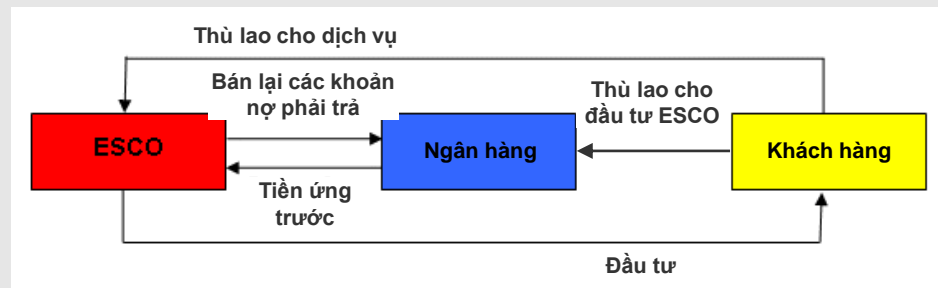 Thù lao cho dịch vụ
Bán lại các khoản
nợ phải trả
Thù lao cho
đầu tư ESCO
ESCO
Ngân hàng
Khách hàng
Tiền ứng
trước
Đầu tư